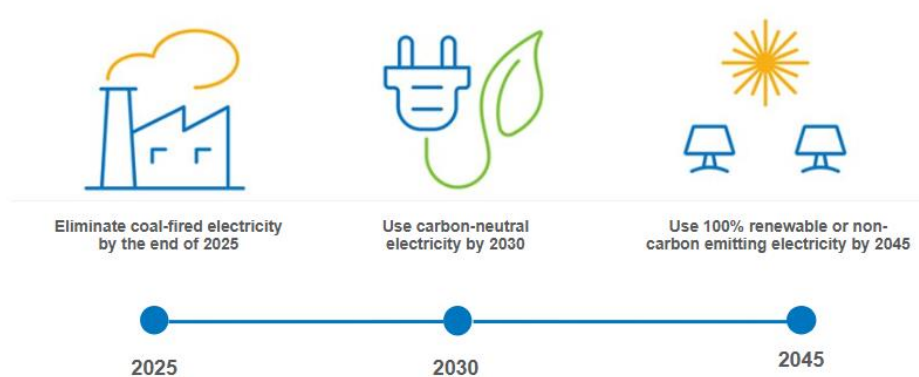 Eliminate coal-fired electricity
by the end of 2025
Use carbon-neutral
electricity by 2030
Use 100% renewable or non-
carbon emitting electricity by 2045
2025
2030
2045